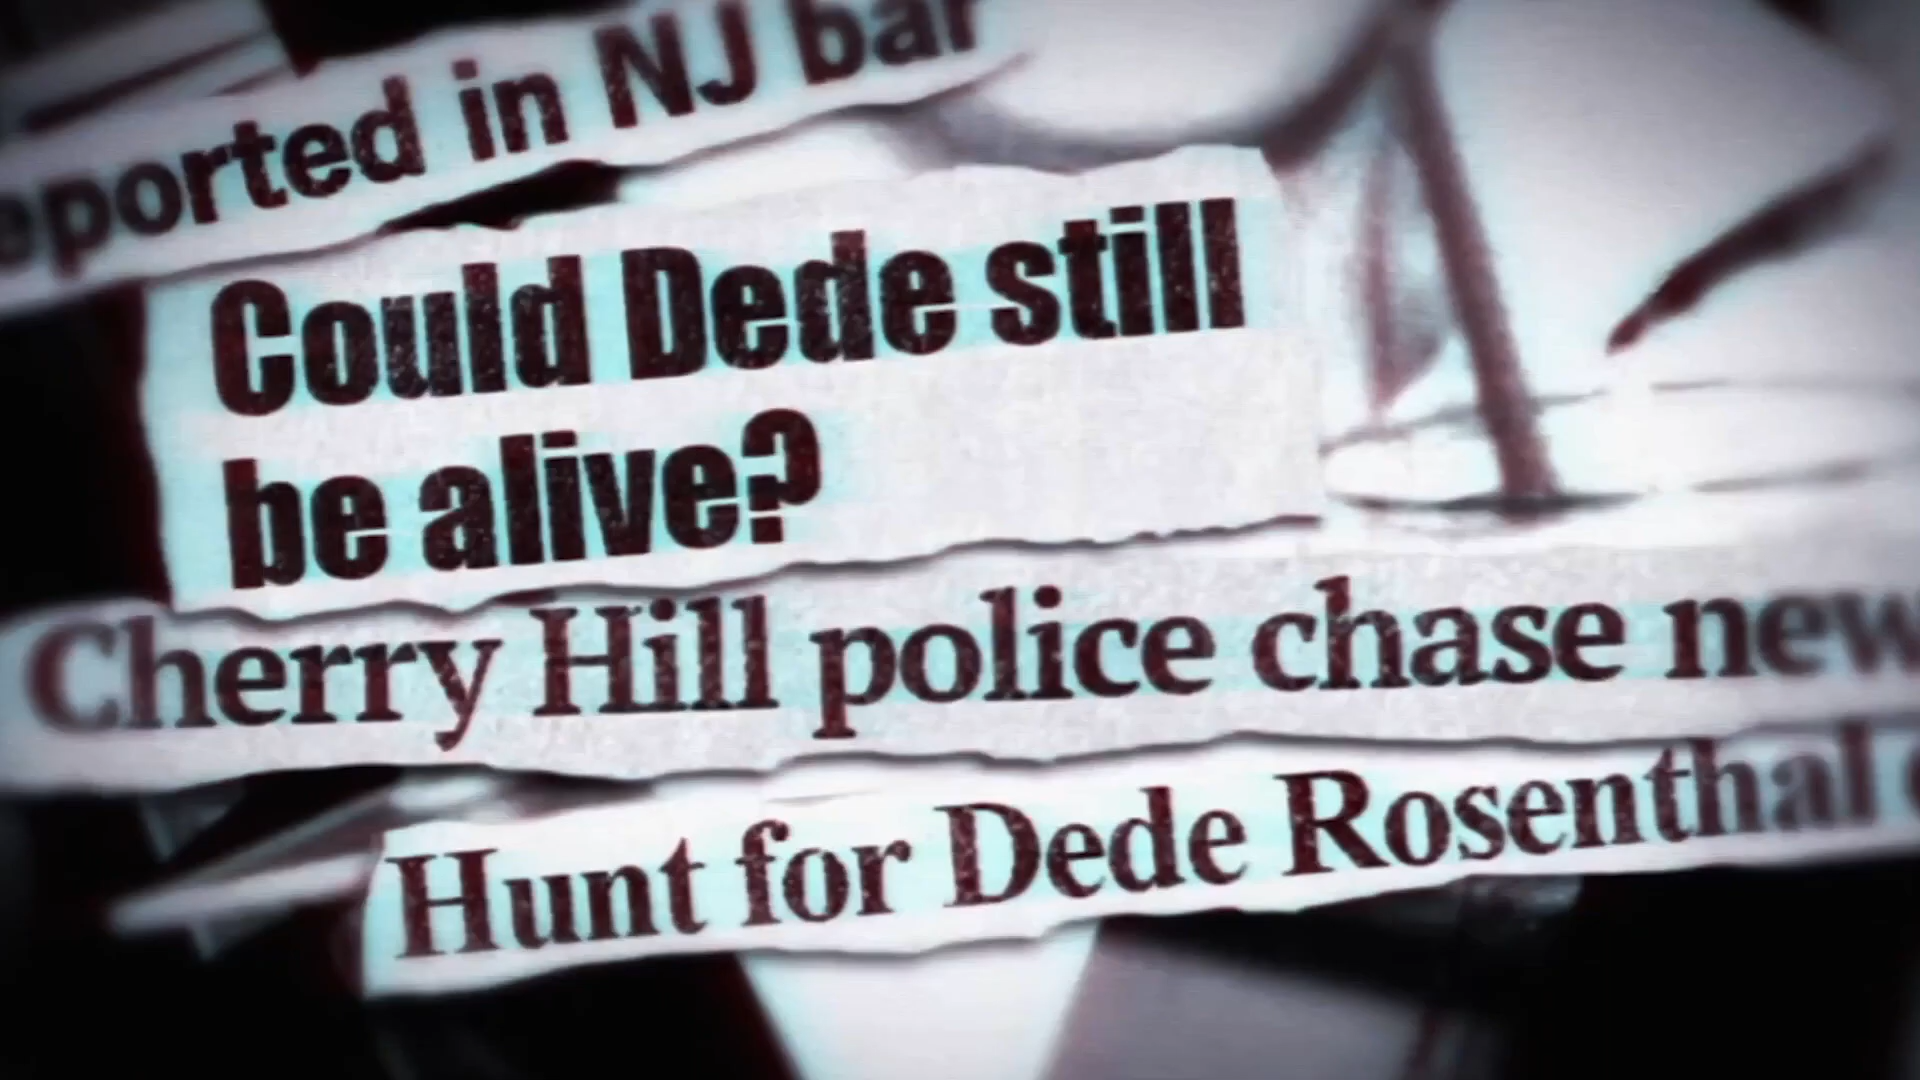 eported in NJ bar
Could Dede still
be alive?
Cherry Hill police chase new
Hunt for Dede Rosenthal